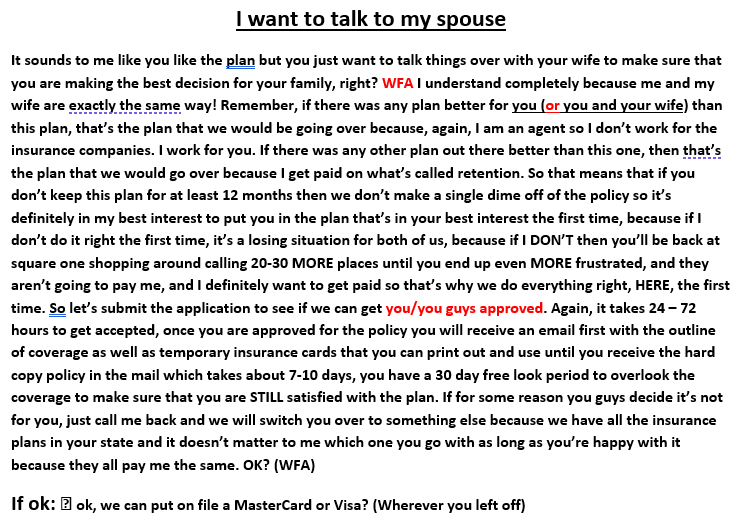 I want to talk to my spouse
It sounds to me like you like the plan but you just want to talk things over with your wife to make sure that
you are making the best decision for your family, right? WFA I understand completely because me and my
wife are exactly the same way! Remember, if there was any plan better for you (or you and your wife) than
this plan, that's the plan that we would be going over because, again, I am an agent so I don't work for the
insurance companies. I work for you. If there was any other plan out there better than this one, then that's
the plan that we would go over because I get paid on what's called retention. So that means that if you
don't keep this plan for at least 12 months then we don't make a single dime off of the policy so it's
definitely in my best interest to put you in the plan that's in your best interest the first time, because if I
don't do it right the first time, it's a losing situation for both of us, because if I DON'T then you'll be back at
square one shopping around calling 20-30 MORE places until you end up even MORE frustrated, and they
aren't going to pay me, and I definitely want to get paid so that's why we do everything right, HERE, the first
time. So let's submit the application to see if we can get you/you guys approved. Again, it takes 24 – 72
hours to get accepted, once you are approved for the policy you will receive an email first with the outline
of coverage as well as temporary insurance cards that you can print out and use until you receive the hard
copy policy in the mail which takes about 7-10 days, you have a 30 day free look period to overlook the
coverage to make sure that you are STILL satisfied with the plan. If for some reason you guys decide it's not
for you, just call me back and we will switch you over to something else because we have all the insurance
plans in your state and it doesn't matter to me which one you go with as long as you're happy with it
because they all pay me the same. OK? (WFA)
If ok: ⍰ ok, we can put on file a MasterCard or Visa? (Wherever you left off)